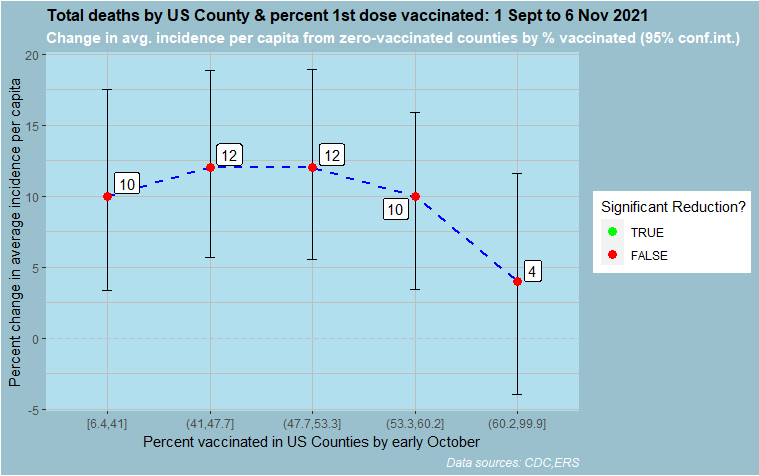 Total deaths by US County & percent 1st dose vaccinated: 1 Sept to 6 Nov 2021
Change in avg. incidence per capita from zero-vaccinated counties by % vaccinated (95% conf.int.)
Percent change in average incidence per capita
20
15
10
5
0
-5
10
12
12
10
4
[6.4,41]
(41,47.7]
(47.7,53.3]
(53.3,60.2]
(60.2,99.9]
Percent vaccinated in US Counties by early October
Significant Reduction?
TRUE
FALSE
Data sources: CDC,ERS